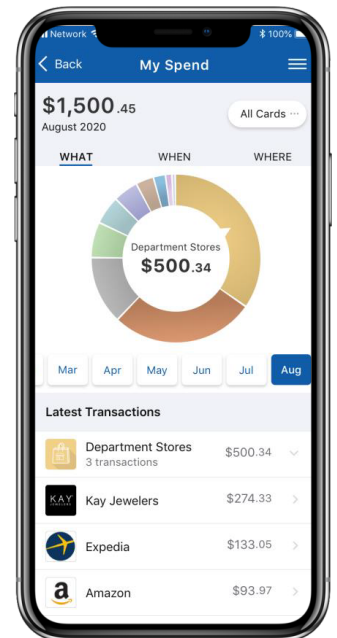 Network
100%
Back
My Spend
$1,500.45
August 2020
All Cards ...
WHAT
WHEN
WHERE
Department Stores
$500.34
Mar
Apr
May
Jun
Jul
Aug
Latest Transactions
Department Stores
$500.34
3 transactions
KAY
JEWELERS
Kay Jewelers
$274.33
Expedia
$133.05
a
Amazon
$93.97